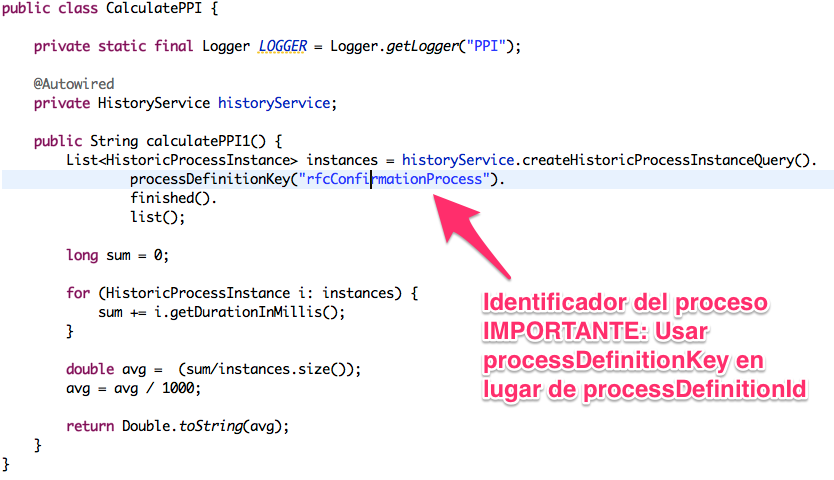 public class CalculatePPI {
private static final Logger LOGGER = Logger.getLogger("PPI");
@Autowired
private HistoryService historyService;
public String calculatePPI1() {
List<HistoricProcessInstance> instances = historyService.createHistoricProcessInstanceQuery().
processDefinitionKey("rfcConfirmationProcess").
finished().
list();
long sum = 0;
for (HistoricProcessInstance i: instances) {
sum += i.getDurationInMillis();
}
double avg =  (sum/instances.size());
avg = avg / 1000;
return Double.toString(avg);
}
}
Identificador del proceso
IMPORTANTE: Usar
processDefinitionKey en
lugar de processDefinitionId